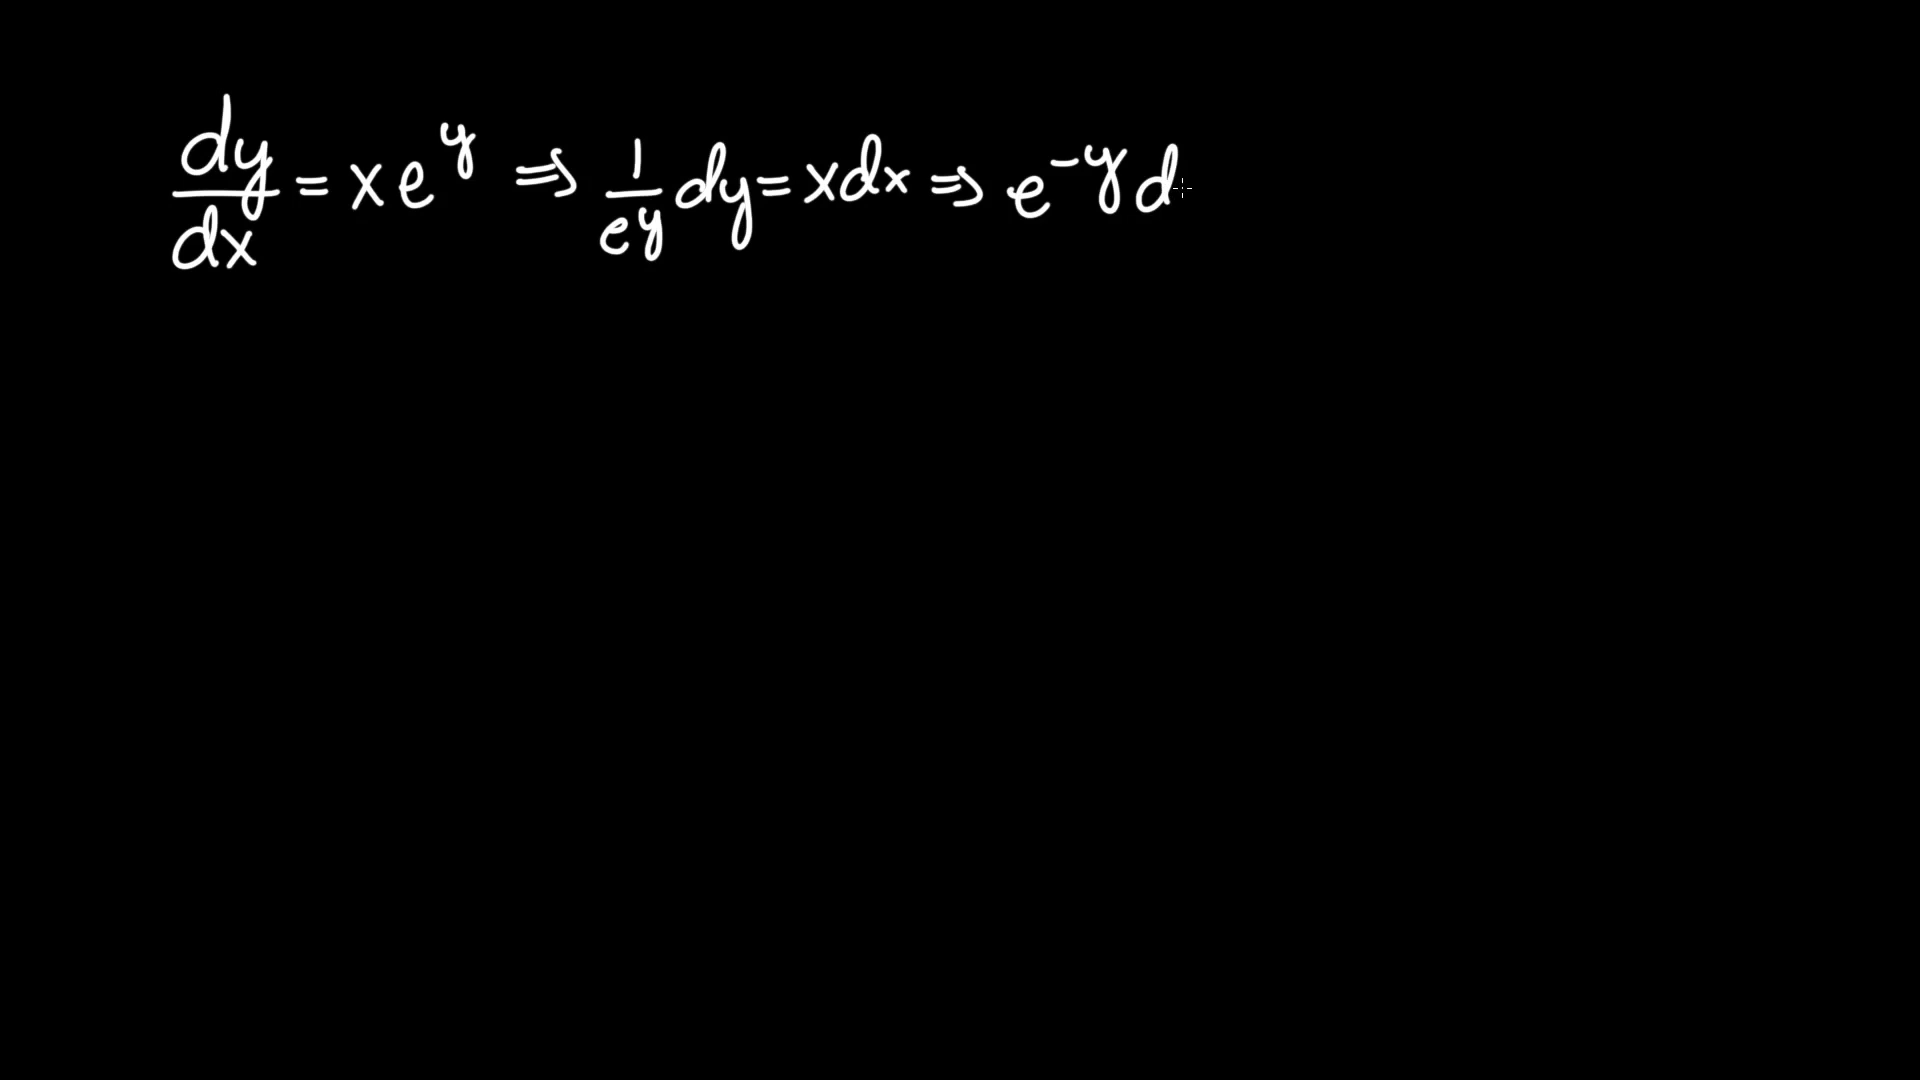 dy/dx = xe^y ⇒ 1/e^y dy = xdx ⇒ e^-y d